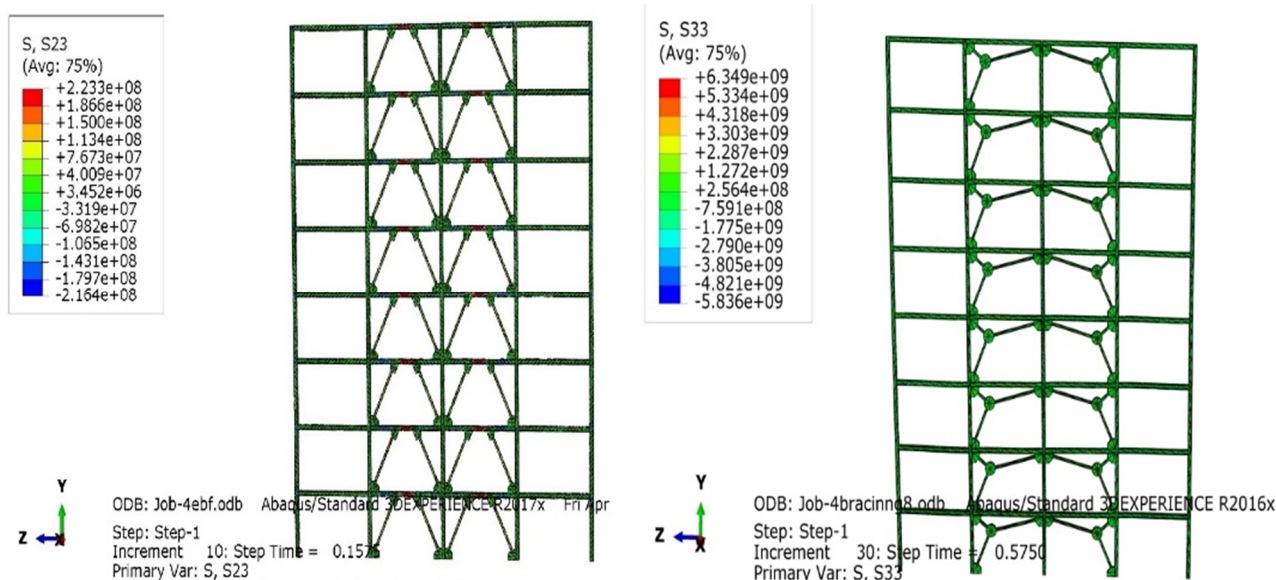 S, S23
(Avg: 75%)
+2.233e+08
+1.866e+08
+1.500e+08
+1.134e+08
+7.673e+07
+4.009e+07
+3.452e+06
-3.319e+07
-6.982e+07
-1.065e+08
-1.431e+08
-1.797e+08
-2.164e+08
Y
Z
X
ODB: Job-4ebf.odb Abaqus/Standard 3DEXPERIENCE R2017x Fri Apr
Step: Step-1
Increment 10: Step Time = 0.1575
Primary Var: S, S23
S, S33
(Avg: 75%)
+6.349e+09
+5.334e+09
+4.318e+09
+3.303e+09
+2.287e+09
+1.272e+09
+2.564e+08
-7.591e+08
-1.775e+09
-2.790e+09
-3.805e+09
-4.821e+09
-5.836e+09
Y
Z
X
ODB: Job-4bracinng8.odb Abaqus/Standard 3DEXPERIENCE R2016x
Step: Step-1
Increment 30: Step Time = 0.5750
Primary Var: S, S33